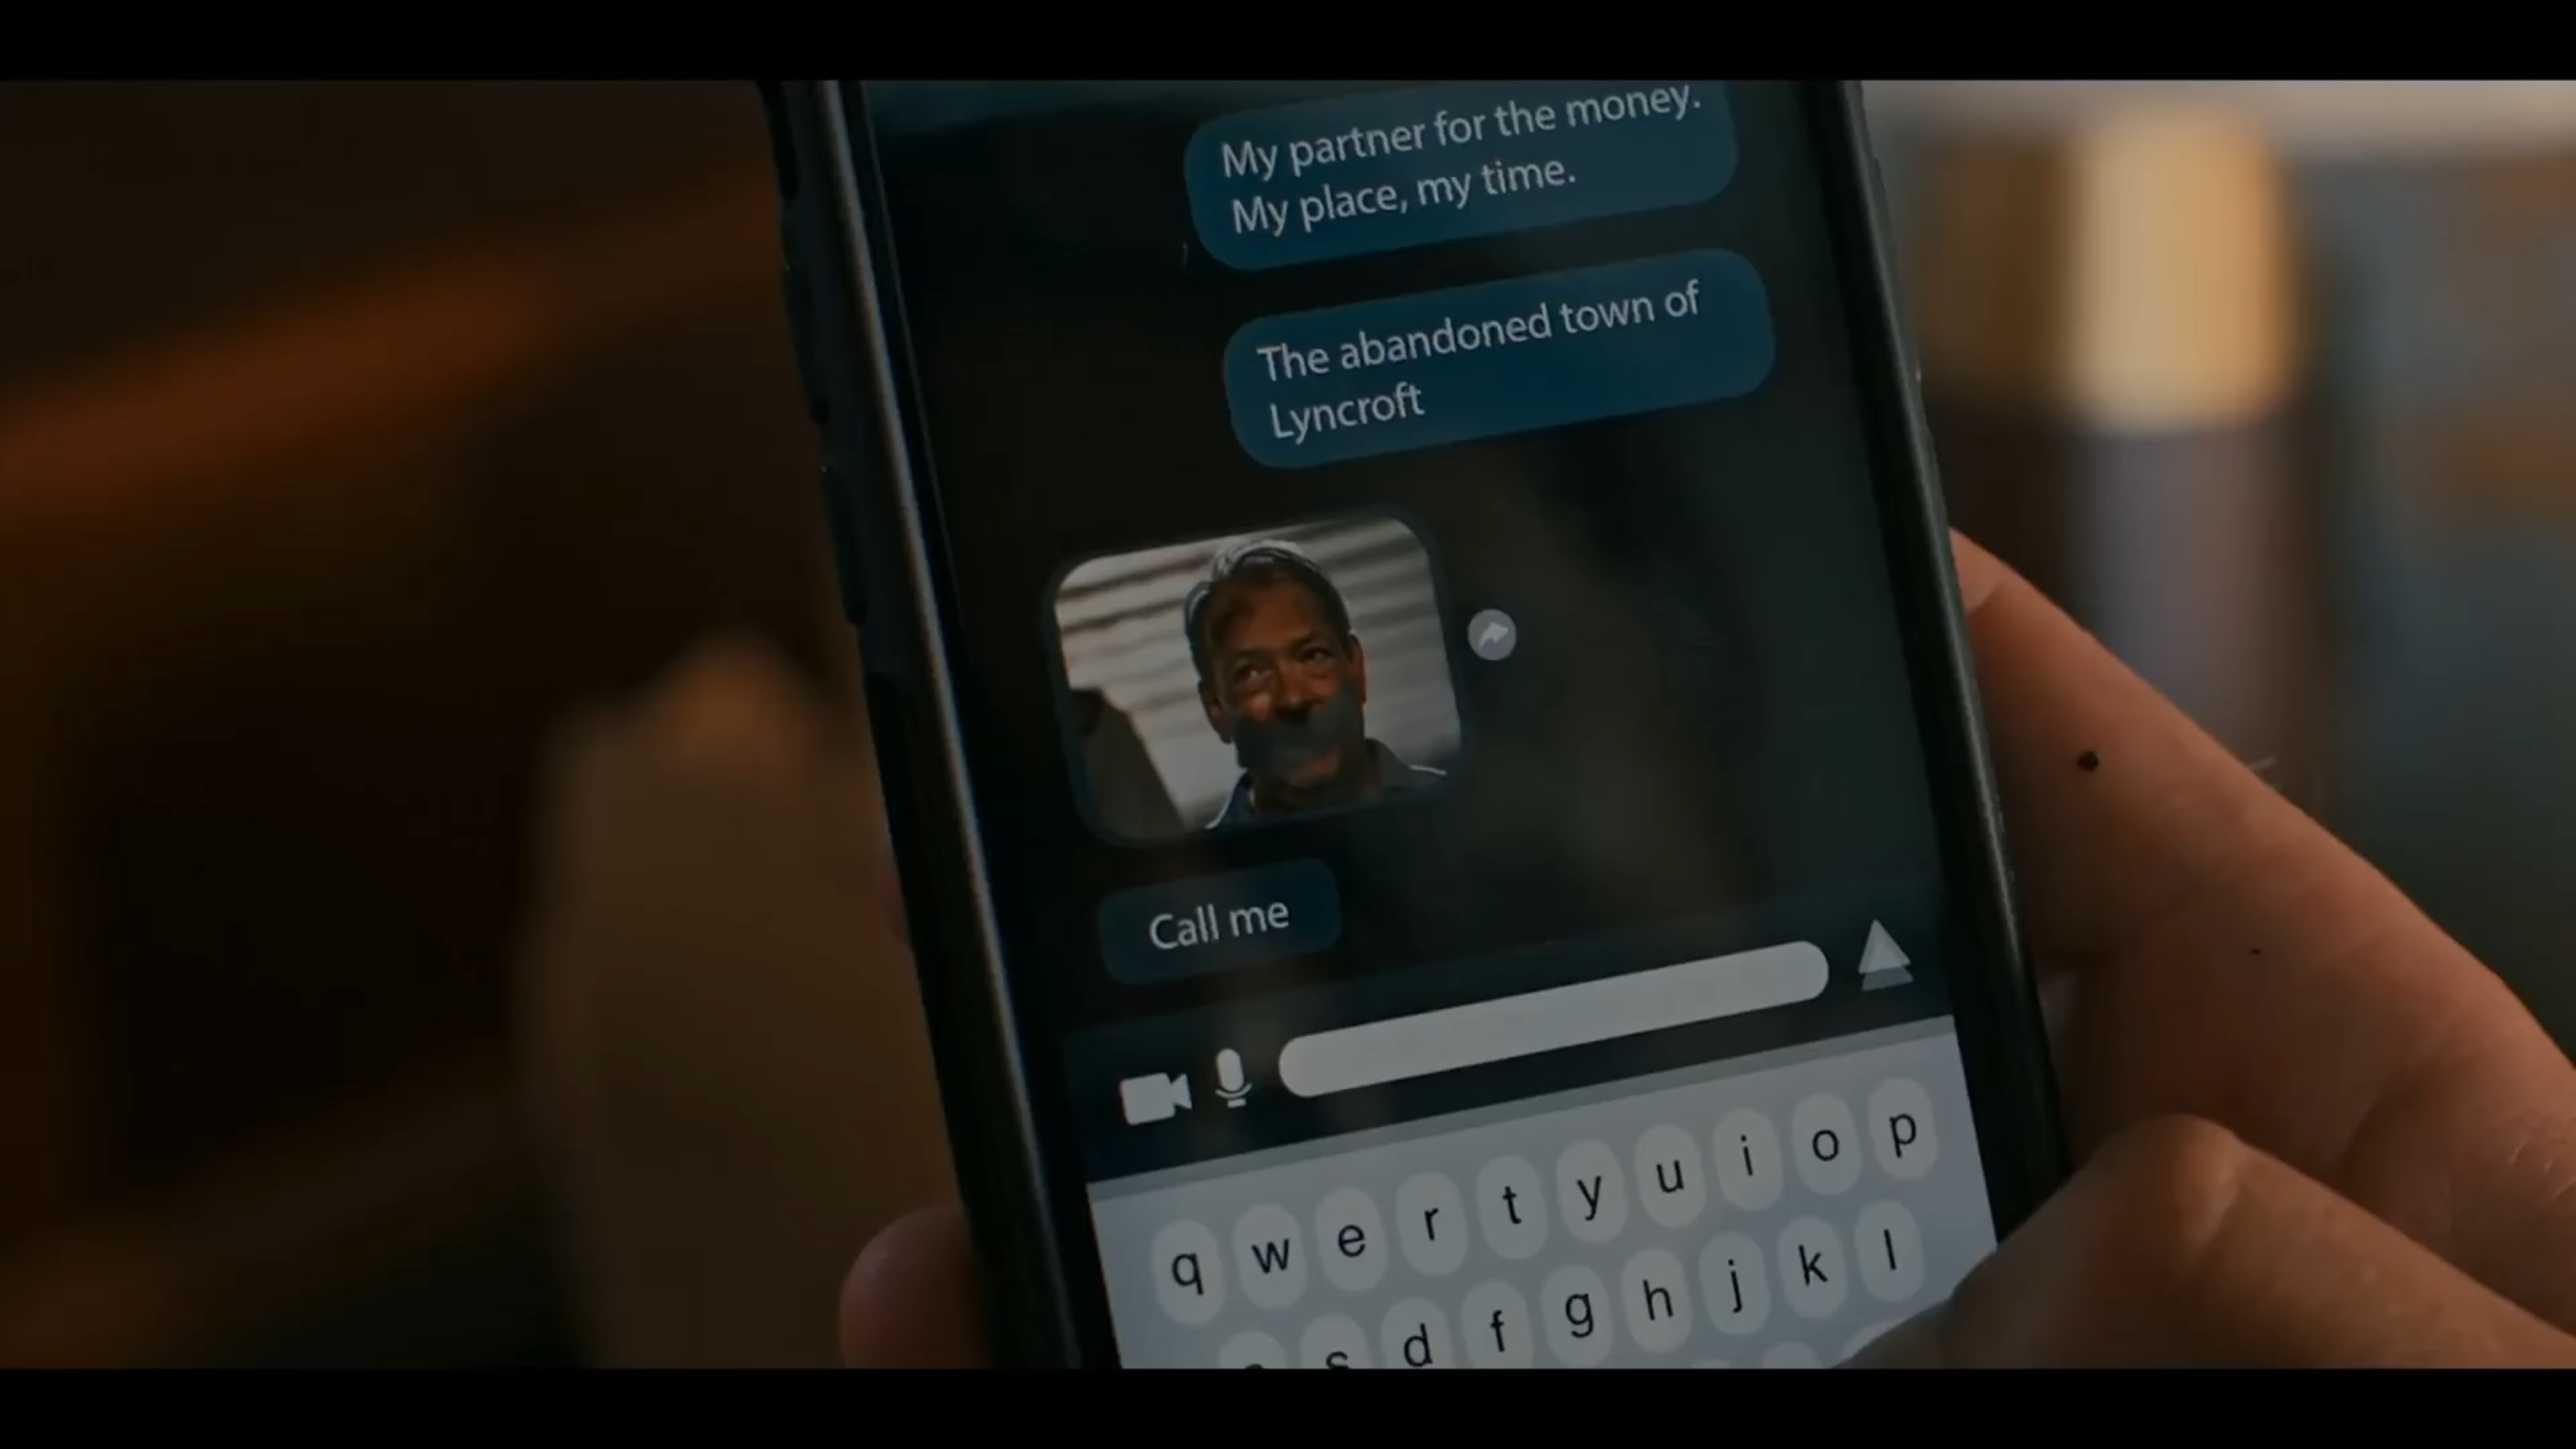 My partner for the money.
My place, my time.
The abandoned town of
Lyncroft
Call me
q w e r t y u i o p
s d f g h j k l